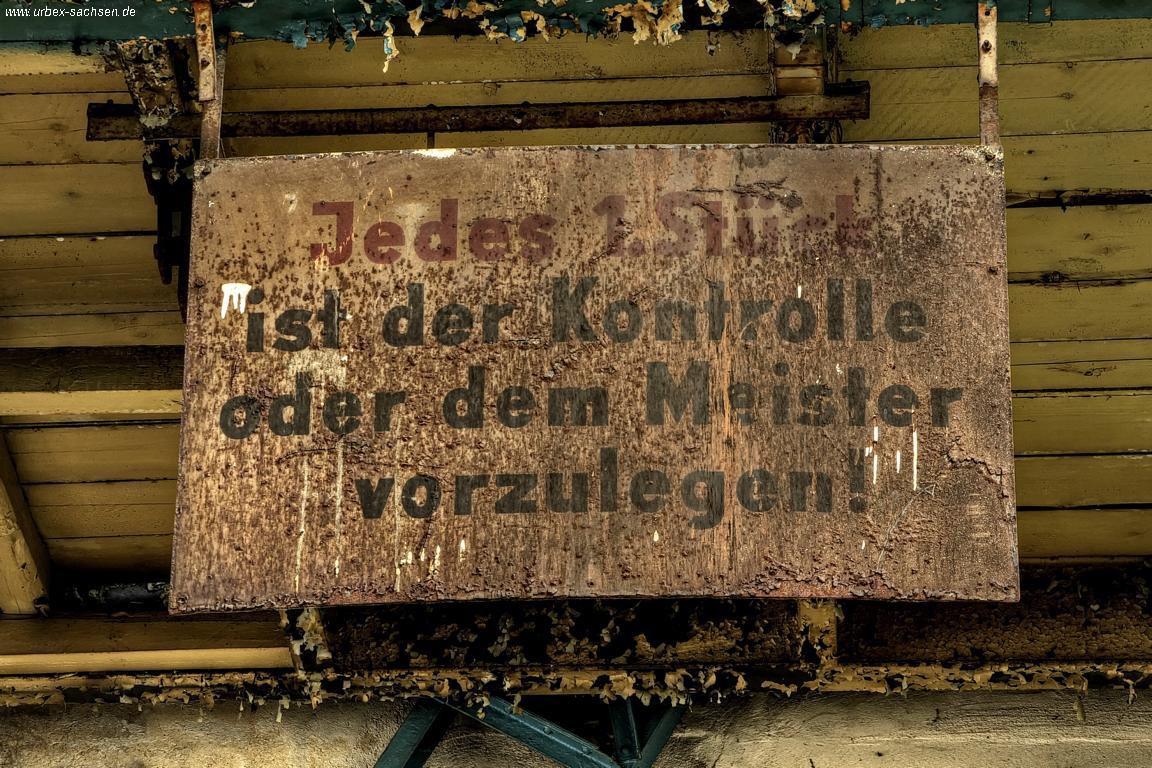 www.urbex-sachsen.de
Jedes 1.Stück
ist der Kontrolle
oder dem Meister
vorzulegen!